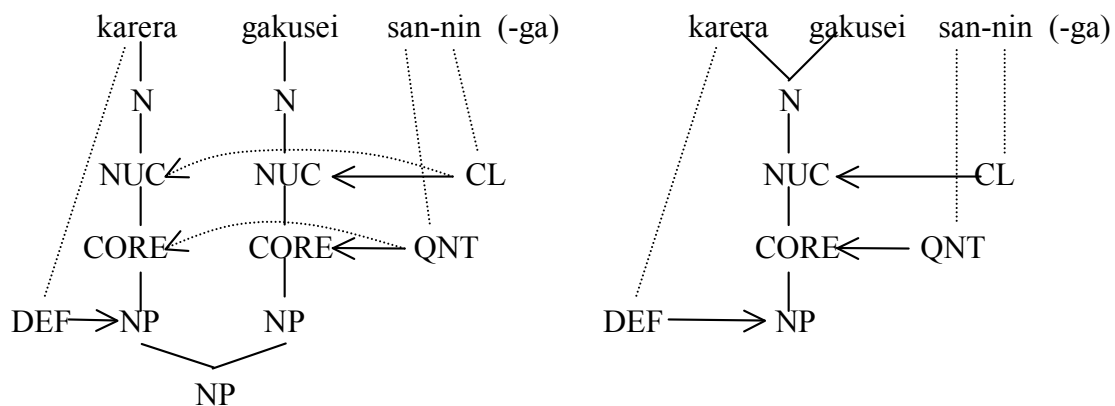 karera gakusei san-nin (-ga) karera gakusei san-nin (-ga)
N N N
NUC NUC CL NUC CL
CORE CORE QNT CORE QNT
DEF NP NP DEF NP
NP